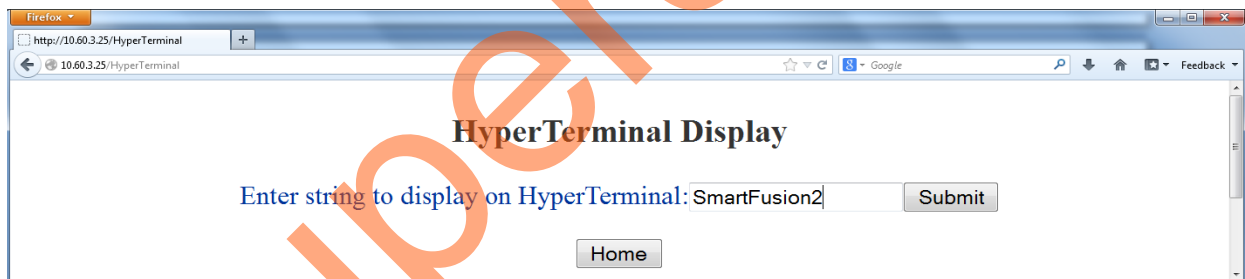 Firefox
http://10.60.3.25/HyperTerminal
10.60.3.25/HyperTerminal
Google
Feedback
HyperTerminal Display
Enter string to display on HyperTerminal: SmartFusion2 Submit
Home